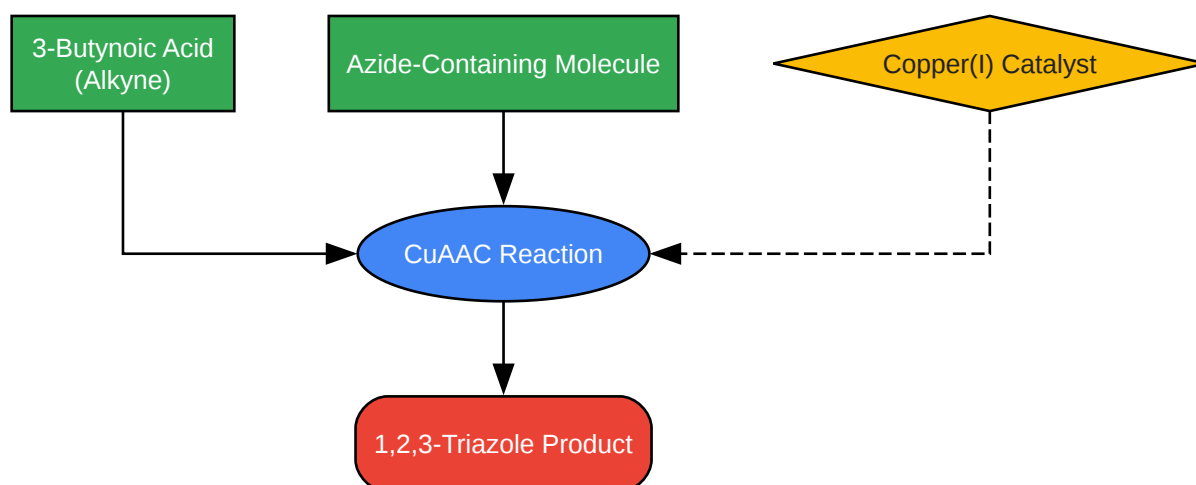 3-Butynoic Acid
(Alkyne)
Azide-Containing Molecule
Copper(I) Catalyst
CuAAC Reaction
1,2,3-Triazole Product